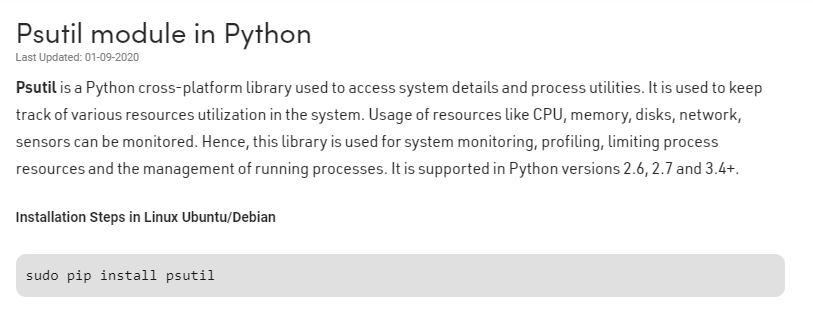 Psutil module in Python
Last Updated: 01-09-2020
Psutil is a Python cross-platform library used to access system details and process utilities. It is used to keep
track of various resources utilization in the system. Usage of resources like CPU, memory, disks, network,
sensors can be monitored. Hence, this library is used for system monitoring, profiling, limiting process
resources and the management of running processes. It is supported in Python versions 2.6, 2.7 and 3.4+.
Installation Steps in Linux Ubuntu/Debian
sudo pip install psutil